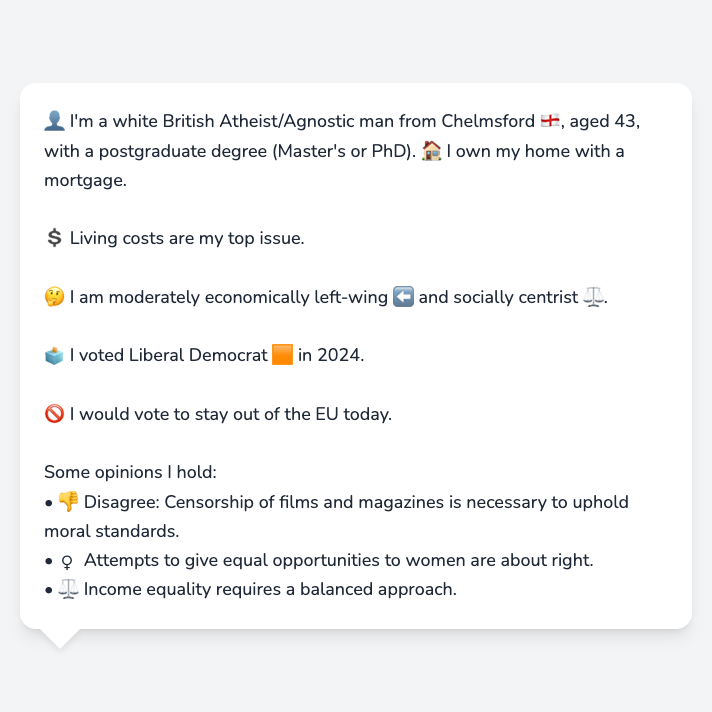 👤 I'm a white British Atheist/Agnostic man from Chelmsford 🏴󠁧󠁢󠁥󠁮󠁧󠁿, aged 43,
with a postgraduate degree (Master's or PhD). 🏠 I own my home with a
mortgage.
💲 Living costs are my top issue.
🤔 I am moderately economically left-wing ⬅️ and socially centrist ⚖️.
🗳️ I voted Liberal Democrat 🟧 in 2024.
🚫 I would vote to stay out of the EU today.
Some opinions I hold:
• 👎 Disagree: Censorship of films and magazines is necessary to uphold
moral standards.
• ♀ Attempts to give equal opportunities to women are about right.
• ⚖️ Income equality requires a balanced approach.